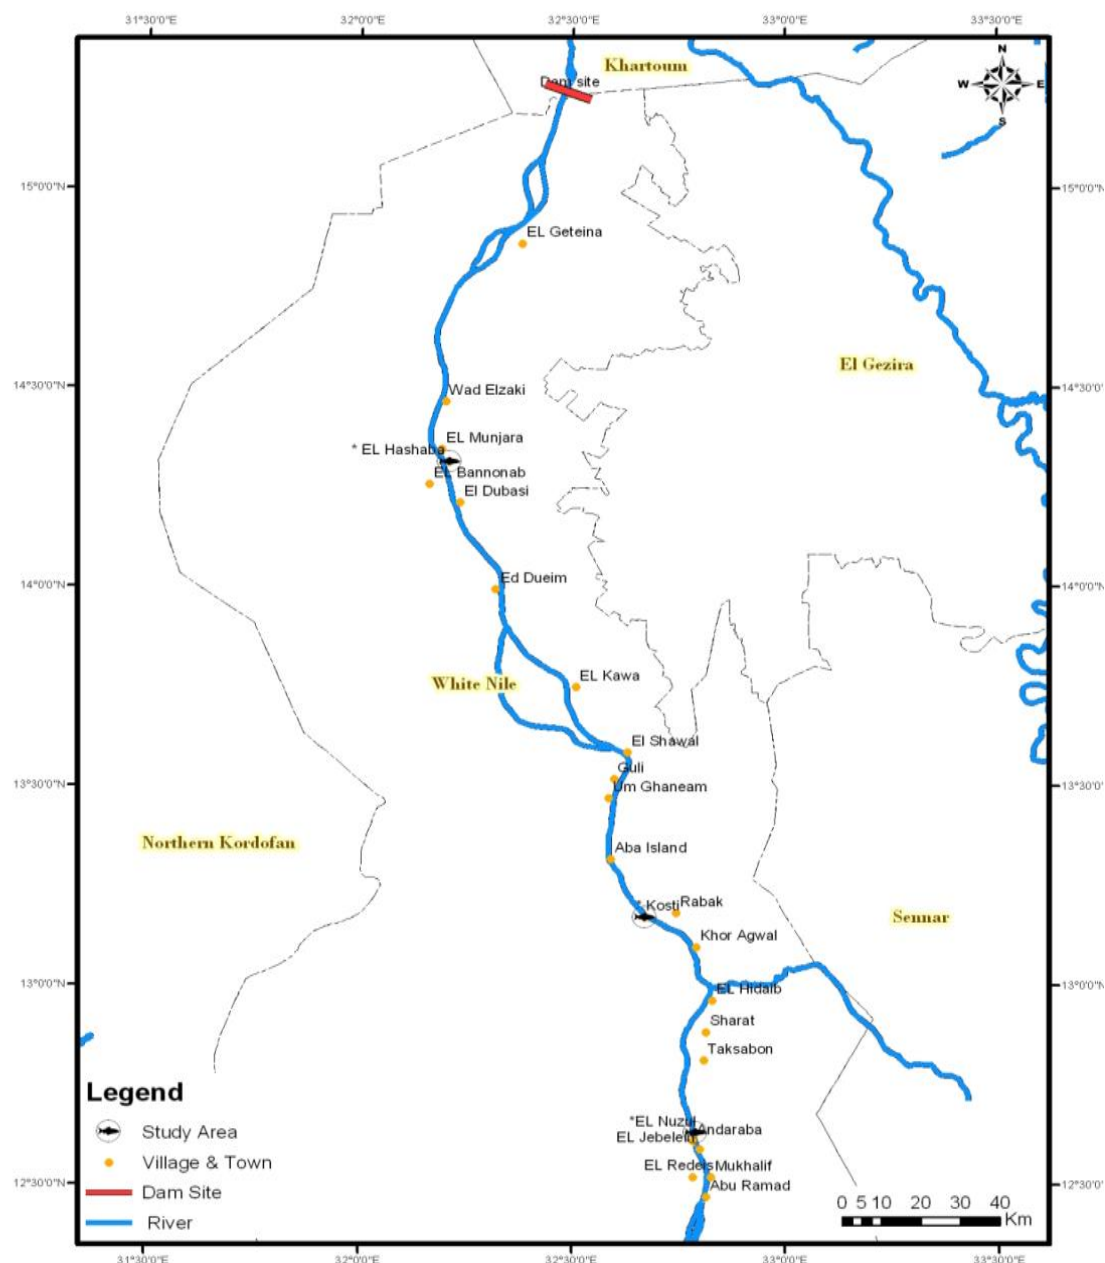 31°30'0"E 32°0'0"E 32°30'0"E 33°0'0"E 33°30'0"E
Khartoum
N
W E
S
Dam site
15°0'0"N 15°0'0"N
EL Geteina
El Gezira
14°30'0"N 14°30'0"N
Wad Elzaki
EL Munjara
* EL Hashaba
EL Bannonab
El Dubasi
14°0'0"N 14°0'0"N
Ed Dueim
White Nile
EL Kawa
El Shawal
Guli
13°30'0"N 13°30'0"N
Um Ghaneam
Northern Kordofan
Aba Island
* Kosti Rabak
Sennar
Khor Agwal
13°0'0"N 13°0'0"N
EL Hidaib
Sharat
Taksabon
Legend
Study Area
Village & Town
Dam Site
River
*EL Nuzul
Andaraba
EL Jebelein
EL Redeis Mukhalif
Abu Ramad
12°30'0"N 12°30'0"N
0 5 10 20 30 40
Km
31°30'0"E 32°0'0"E 32°30'0"E 33°0'0"E 33°30'0"E